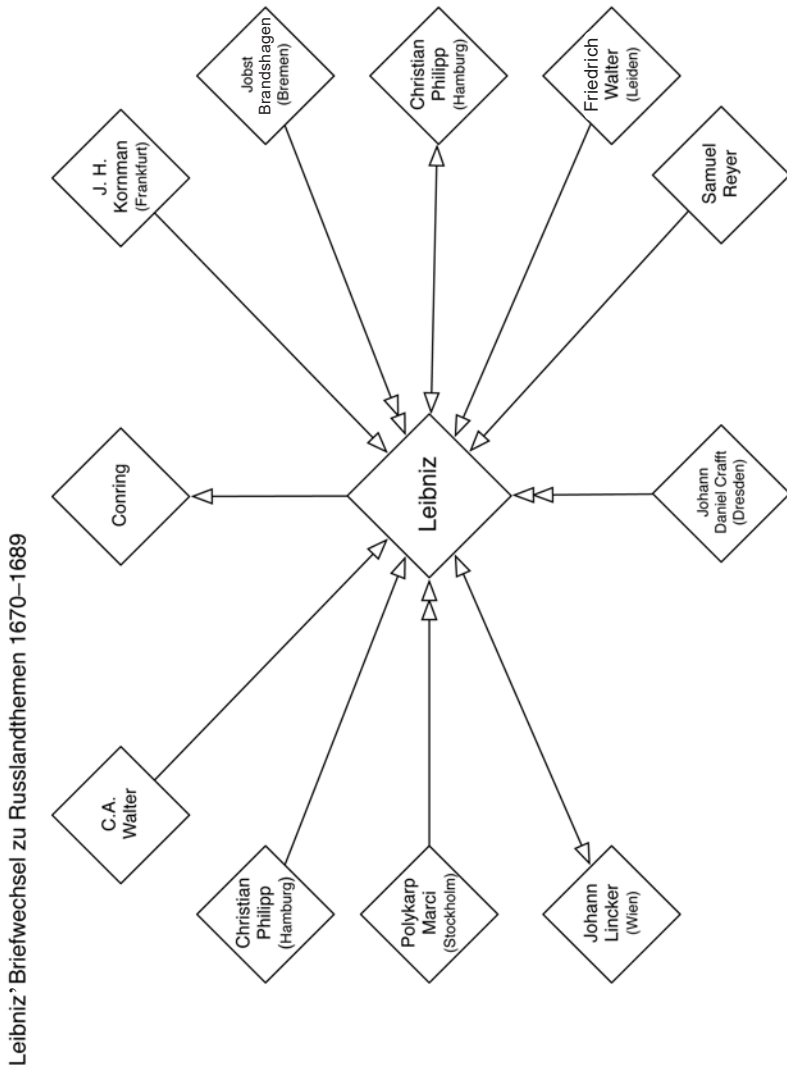 Leibniz’ Briefwechsel zu Russlandthemen 1670–1689
C.A.
Walter
Conring
J. H.
Kornman
(Frankfurt)
Christian
Philipp
(Hamburg)
Jobst
Brandshagen
(Bremen)
Polykarp
Marci
(Stockholm)
Leibniz
Christian
Philipp
(Hamburg)
Johann
Lincker
(Wien)
Friedrich
Walter
(Leiden)
Johann
Daniel Crafft
(Dresden)
Samuel
Reyer